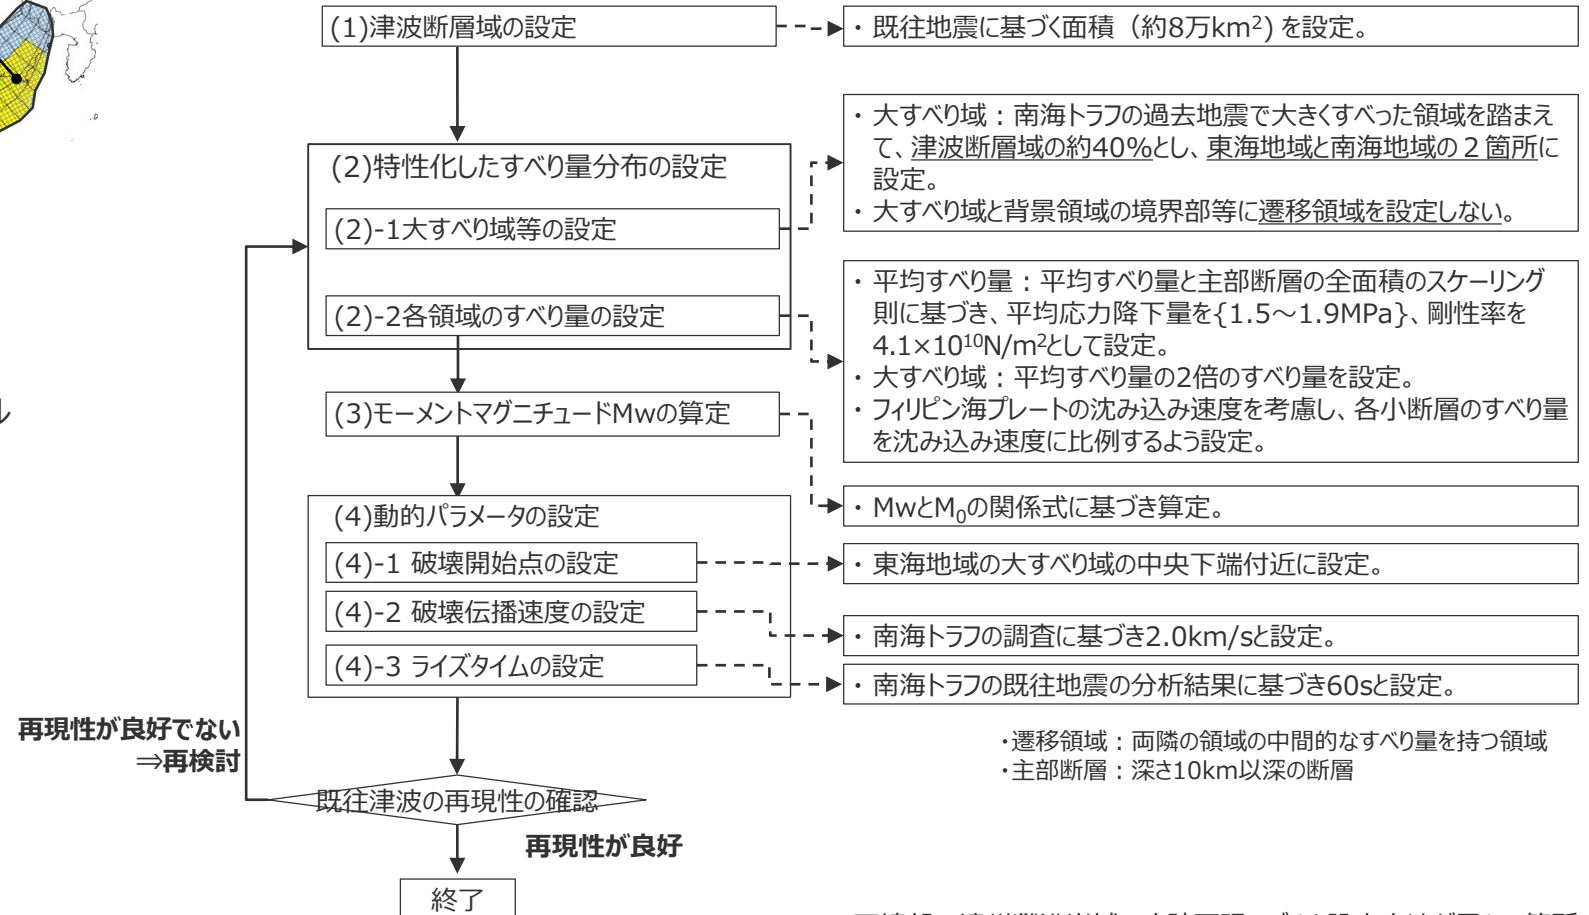 (1)津波断層域の設定
・ 既往地震に基づく面積（約8万km²) を設定。
(2)特性化したすべり量分布の設定
(2)-1大すべり域等の設定
・ 大すべり域：南海トラフの過去地震で大きくすべった領域を踏まえ
て、津波断層域の約40%とし、東海地域と南海地域の２箇所に
設定。
・ 大すべり域と背景領域の境界部等に遷移領域を設定しない。
(2)-2各領域のすべり量の設定
・ 平均すべり量：平均すべり量と主部断層の全面積のスケーリング
則に基づき、平均応力降下量を{1.5～1.9MPa}、剛性率を
4.1×10¹⁰N/m²として設定。
・ 大すべり域：平均すべり量の2倍のすべり量を設定。
・ フィリピン海プレートの沈み込み速度を考慮し、各小断層のすべり量
を沈み込み速度に比例するよう設定。
ル
(3)モーメントマグニチュードMwの算定
・ MwとM₀の関係式に基づき算定。
(4)動的パラメータの設定
(4)-1 破壊開始点の設定
・ 東海地域の大すべり域の中央下端付近に設定。
(4)-2 破壊伝播速度の設定
・ 南海トラフの調査に基づき2.0km/sと設定。
(4)-3 ライズタイムの設定
・ 南海トラフの既往地震の分析結果に基づき60sと設定。
再現性が良好でない
⇒再検討
・遷移領域：両隣の領域の中間的なすべり量を持つ領域
・主部断層：深さ10km以深の断層
既往津波の再現性の確認
再現性が良好
終了